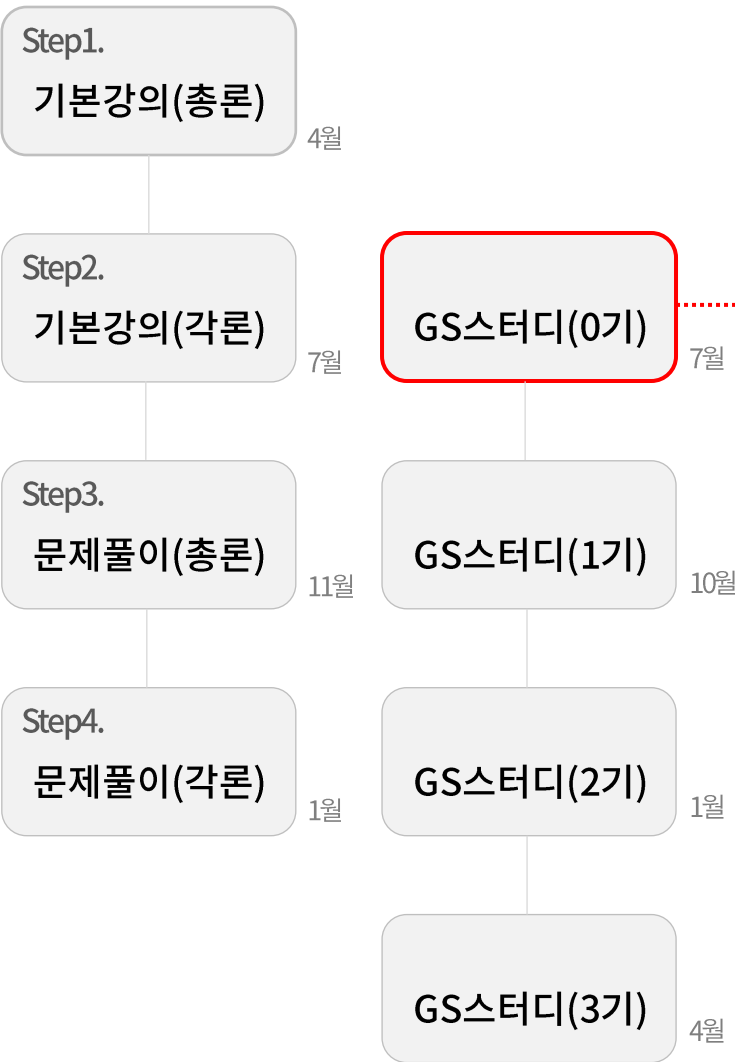 Step1.
기본강의(총론)
4월
Step2.
기본강의(각론)
7월
GS스터디(0기)
7월
Step3.
문제풀이(총론)
11월
GS스터디(1기)
10월
Step4.
문제풀이(각론)
1월
GS스터디(2기)
1월
GS스터디(3기)
4월